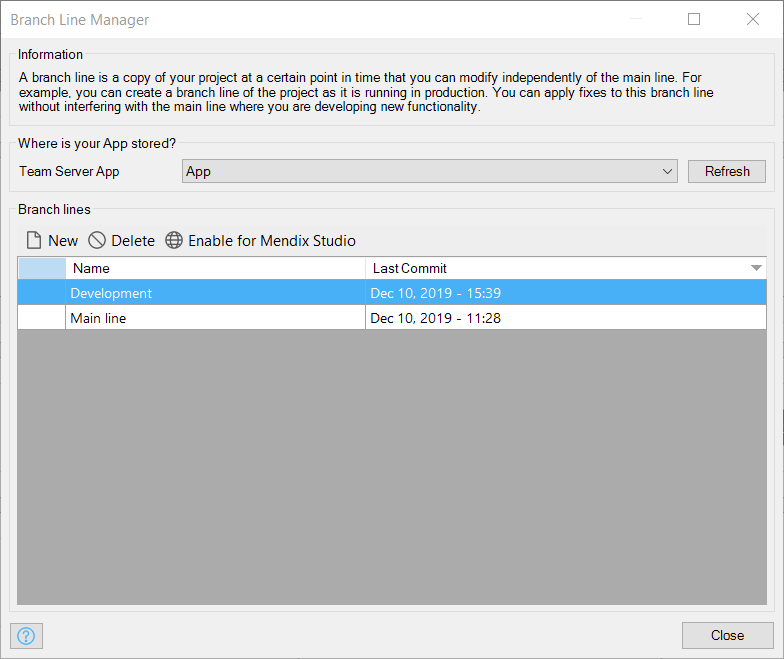 Branch Line Manager
Information
A branch line is a copy of your project at a certain point in time that you can modify independently of the main line. For
example, you can create a branch line of the project as it is running in production. You can apply fixes to this branch line
without interfering with the main line where you are developing new functionality.
Where is your App stored?
Team Server App App Refresh
Branch lines
New Delete Enable for Mendix Studio
Name Last Commit
Development Dec 10, 2019 - 15:39
Main line Dec 10, 2019 - 11:28
? Close